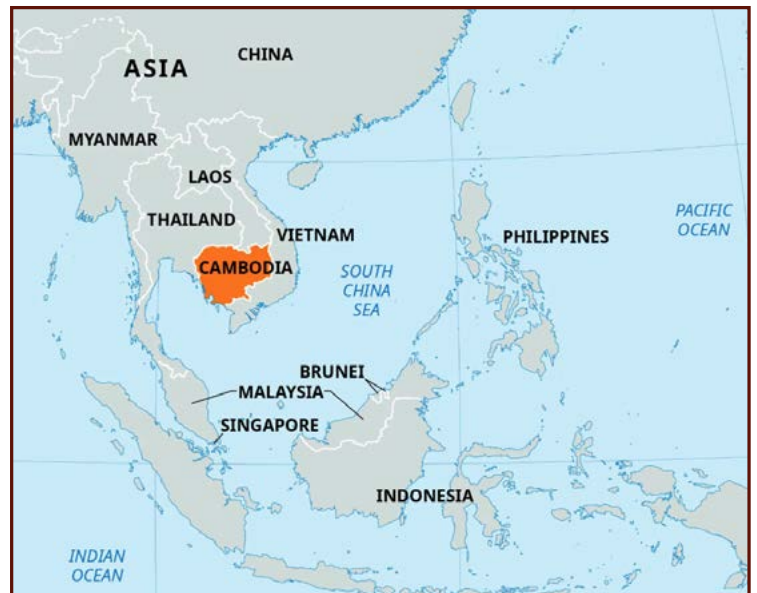 CHINA
ASIA
MYANMAR
LAOS
THAILAND
VIETNAM
CAMBODIA
PHILIPPINES
PACIFIC
OCEAN
SOUTH
CHINA
SEA
BRUNEI
MALAYSIA
SINGAPORE
INDONESIA
INDIAN
OCEAN